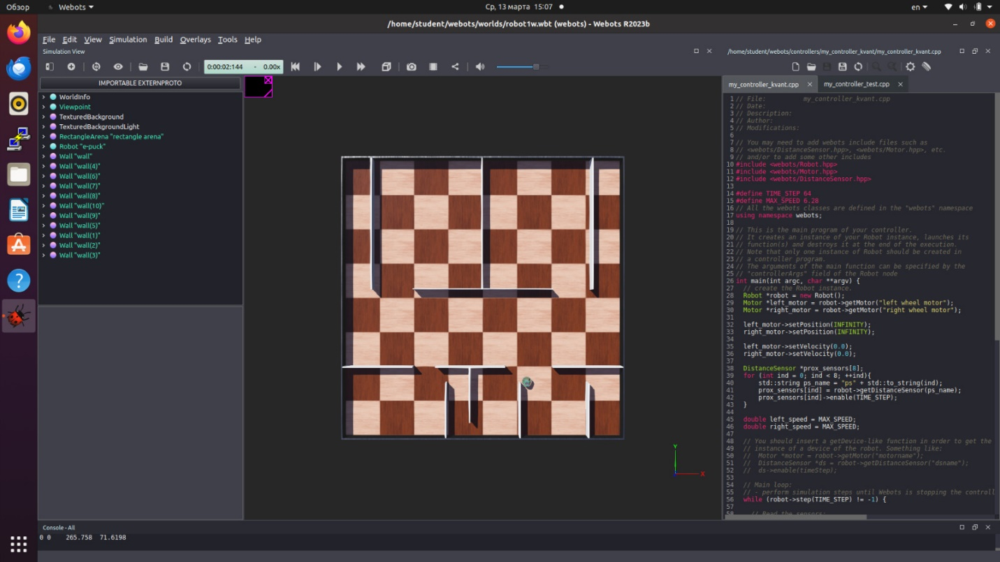 Обзор
Webots
Ср, 13 марта 15:07
en
/home/student/webots/worlds/robot1w.wbt (webots) - Webots R2023b
File Edit View Simulation Build Overlays Tools Help
Simulation View
/home/student/webots/controllers/my_controller_kvant/my_controller_kvant.cpp
0:00:02:144 - 0.00x
IMPORTABLE EXTERNPROTO
WorldInfo
Viewpoint
TexturedBackground
TexturedBackgroundLight
RectangleArena "rectangle arena"
Robot "e-puck"
Wall "wall"
Wall "wall(4)"
Wall "wall(6)"
Wall "wall(7)"
Wall "wall(8)"
Wall "wall(10)"
Wall "wall(9)"
Wall "wall(5)"
Wall "wall(1)"
Wall "wall(2)"
Wall "wall(3)"
Y
X
my_controller_kvant.cpp
my_controller_test.cpp
1 // File: my_controller_kvant.cpp
2 // Date:
3 // Description:
4 // Author:
5 // Modifications:
6
7 // You may need to add webots include files such as
8 // <webots/DistanceSensor.hpp>, <webots/Motor.hpp>, etc.
9 // and/or to add some other includes
10 #include <webots/Robot.hpp>
11 #include <webots/Motor.hpp>
12 #include <webots/DistanceSensor.hpp>
13
14 #define TIME_STEP 64
15 #define MAX_SPEED 6.28
16 // All the webots classes are defined in the "webots" namespace
17 using namespace webots;
18
19 // This is the main program of your controller.
20 // It creates an instance of your Robot instance, launches its
21 // function(s) and destroys it at the end of the execution.
22 // Note that only one instance of Robot should be created in
23 // a controller program.
24 // The arguments of the main function can be specified by the
25 // "controllerArgs" field of the Robot node
26 int main(int argc, char **argv) {
27 // create the Robot instance.
28 Robot *robot = new Robot();
29 Motor *left_motor = robot->getMotor("left wheel motor");
30 Motor *right_motor = robot->getMotor("right wheel motor");
31
32 left_motor->setPosition(INFINITY);
33 right_motor->setPosition(INFINITY);
34
35 left_motor->setVelocity(0.0);
36 right_motor->setVelocity(0.0);
37
38 DistanceSensor *prox_sensors[8];
39 for (int ind = 0; ind < 8; ++ind){
40 std::string ps_name = "ps" + std::to_string(ind);
41 prox_sensors[ind] = robot->getDistanceSensor(ps_name);
42 prox_sensors[ind]->enable(TIME_STEP);
43 }
44
45 double left_speed = MAX_SPEED;
46 double right_speed = MAX_SPEED;
47
48 // You should insert a getDevice-like function in order to get the
49 // instance of a device of the robot. Something like:
50 // Motor *motor = robot->getMotor("motorname");
51 // DistanceSensor *ds = robot->getDistanceSensor("dsname");
52 // ds->enable(timeStep);
53
54 // Main loop:
55 // - perform simulation steps until Webots is stopping the controll
56 while (robot->step(TIME_STEP) != -1) {
57
58 // Read the sensors:
Console - All
0 0 265.758 71.6198